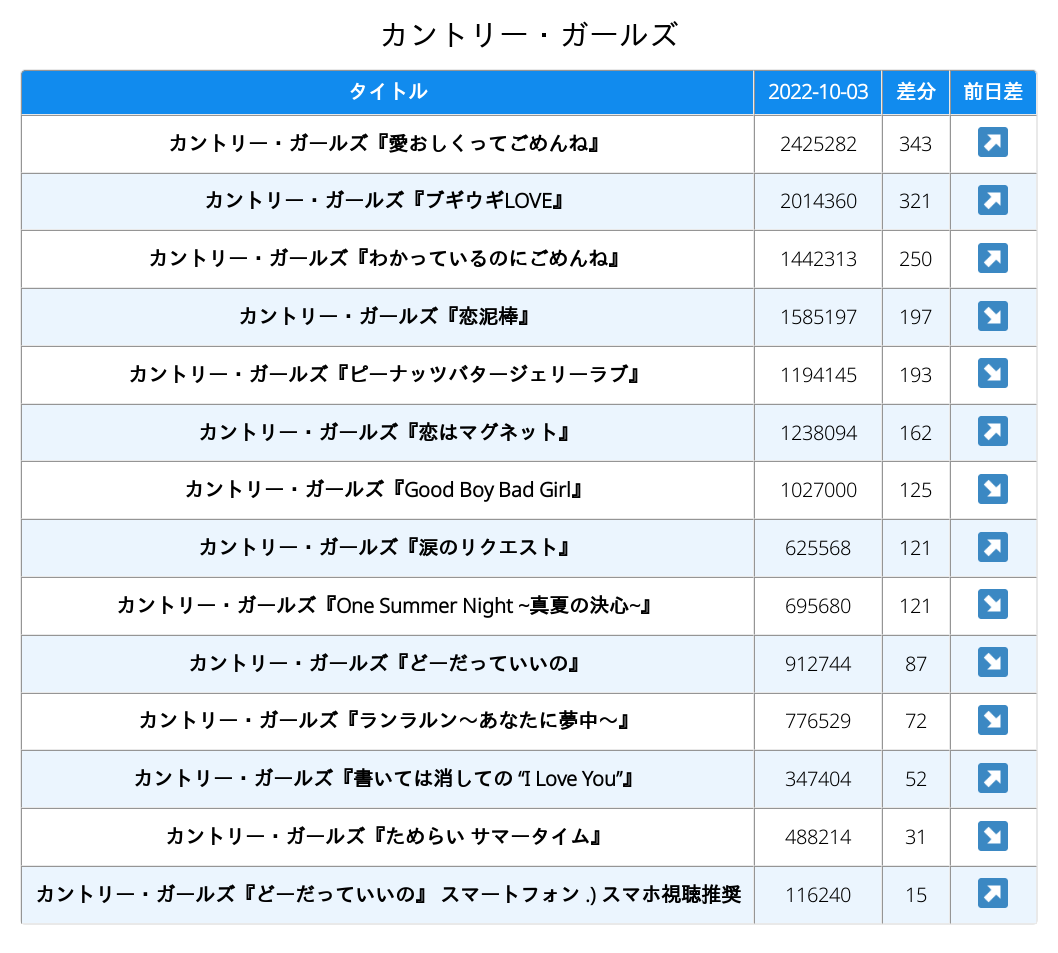 カントリー・ガールズ
タイトル 2022-10-03 差分 前日差
カントリー・ガールズ『愛おしくってごめんね』 2425282 343 ↗
カントリー・ガールズ『ブギウギLOVE』 2014360 321 ↗
カントリー・ガールズ『わかっているのにごめんね』 1442313 250 ↗
カントリー・ガールズ『恋泥棒』 1585197 197 ↘
カントリー・ガールズ『ピーナッツバタージェリーラブ』 1194145 193 ↘
カントリー・ガールズ『恋はマグネット』 1238094 162 ↗
カントリー・ガールズ『Good Boy Bad Girl』 1027000 125 ↘
カントリー・ガールズ『涙のリクエスト』 625568 121 ↗
カントリー・ガールズ『One Summer Night ~真夏の決心~』 695680 121 ↘
カントリー・ガールズ『どーだっていいの』 912744 87 ↘
カントリー・ガールズ『ランラルン～あなたに夢中～』 776529 72 ↘
カントリー・ガールズ『書いては消しての “I Love You”』 347404 52 ↗
カントリー・ガールズ『ためらい サマータイム』 488214 31 ↘
カントリー・ガールズ『どーだっていいの』 スマートフォン .) スマホ視聴推奨 116240 15 ↗